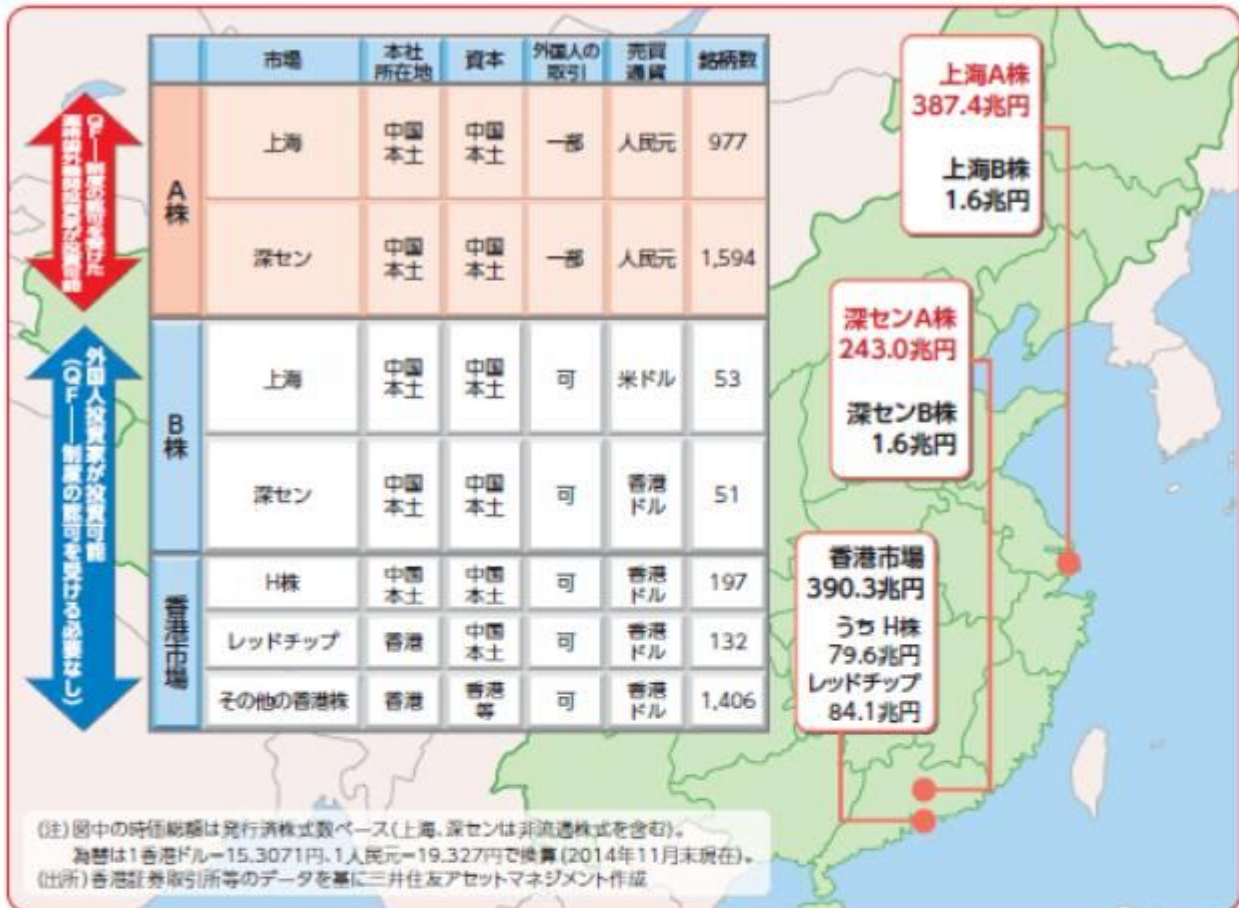 市場 本社所在地 資本 外国人の取引 売買通貨 銘柄数
A株
上海 中国本土 中国本土 一部 人民元 977
深セン 中国本土 中国本土 一部 人民元 1,594
B株
上海 中国本土 中国本土 可 米ドル 53
深セン 中国本土 中国本土 可 香港ドル 51
香港市場
H株 中国本土 中国本土 可 香港ドル 197
レッドチップ 香港 中国本土 可 香港ドル 132
その他の香港株 香港 香港等 可 香港ドル 1,406
外国人投資家が投資可能
(QFII制度の認可を受ける必要なし)
上海A株
387.4兆円
上海B株
1.6兆円
深センA株
243.0兆円
深センB株
1.6兆円
香港市場
390.3兆円
うち H株
79.6兆円
レッドチップ
84.1兆円
(注)図中の時価総額は発行済株式数ベース(上海、深センは非流通株式を含む)。
為替は1香港ドル=15.3071円、1人民元=19.327円で換算(2014年11月末現在)。
(出所)香港証券取引所等のデータを基に三井住友アセットマネジメント作成